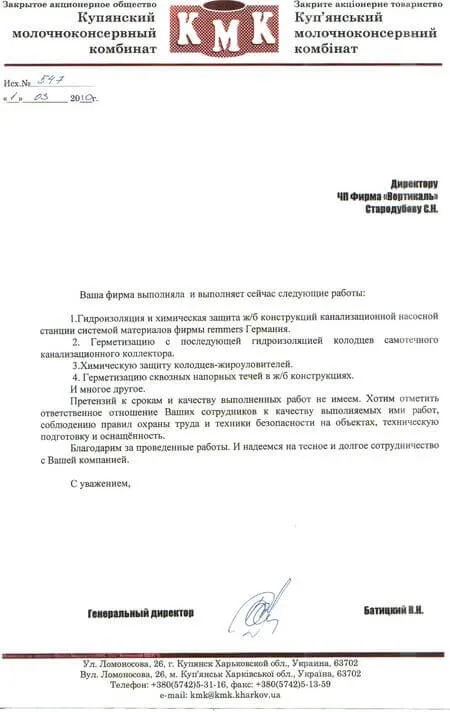 Закрытое акционерное общество
Купянский
молочноконсервный
комбинат
КМК
Закрите акціонерне товариство
Куп'янський
молочноконсервний
комбінат
Исх.№ 547
«1» 03 2010г.
Директору
ЧП Фирма «Вертикаль»
Стародубову С.Н.
Ваша фирма выполняла и выполняет сейчас следующие работы:
1.Гидроизоляция и химическая защита ж/б конструкций канализационной насосной
станции системой материалов фирмы remmers Германия.
2. Герметизацию с последующей гидроизоляцией колодцев самотечного
канализационного коллектора.
3.Химическую защиту колодцев-жироуловителей.
4. Герметизацию сквозных напорных течей в ж/б конструкциях.
И многое другое.
Претензий к срокам и качеству выполненных работ не имеем. Хотим отметить
ответственное отношение Ваших сотрудников к качеству выполняемых ими работ,
соблюдению правил охраны труда и техники безопасности на объектах, техническую
подготовку и оснащённость.
Благодарим за проведенные работы. И надеемся на тесное и долгое сотрудничество
с Вашей компанией.
С уважением,
Генеральный директор
Батицкий Н.Н.
Ул. Ломоносова, 26, г. Купянск Харьковской обл., Украина, 63702
Вул. Ломоносова, 26, м. Куп'янськ Харківської обл., Україна, 63702
Телефон: +380(5742)5-31-16, факс: +380(5742)5-13-59
e-mail: kmk@kmk.kharkov.ua